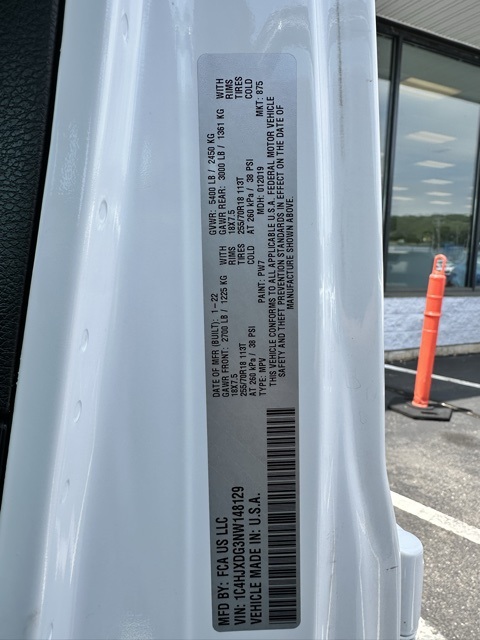 MFD BY: FCA US LLC
VIN: 1C4HJXDG3NW148129
VEHICLE MADE IN: U.S.A.
DATE OF MFR (BUILT): 1-22 GVWR: 5400 LB / 2450 KG
GAWR FRONT: 2700 LB / 1225 KG WITH GAWR REAR: 3000 LB / 1361 KG WITH
18X7.5 RIMS 18X7.5 RIMS
255/70R18 113T TIRES 255/70R18 113T TIRES
AT 260 kPa / 38 PSI COLD AT 260 kPa / 38 PSI COLD
TYPE: MPV PAINT: PW7 MDH: 012019 MKT: 875
THIS VEHICLE CONFORMS TO ALL APPLICABLE U.S.A. FEDERAL MOTOR VEHICLE
SAFETY AND THEFT PREVENTION STANDARDS IN EFFECT ON THE DATE OF
MANUFACTURE SHOWN ABOVE.